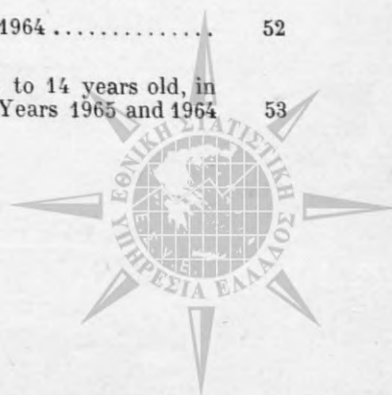 1964 .............. 52
to 14 years old, in
Years 1965 and 1964 53
ΕΘΝΙΚΗ ΣΤΑΤΙΣΤΙΚΗ
ΥΠΗΡΕΣΙΑ ΕΛΛΑΔΟΣ
Ε.Σ.Υ.Ε.